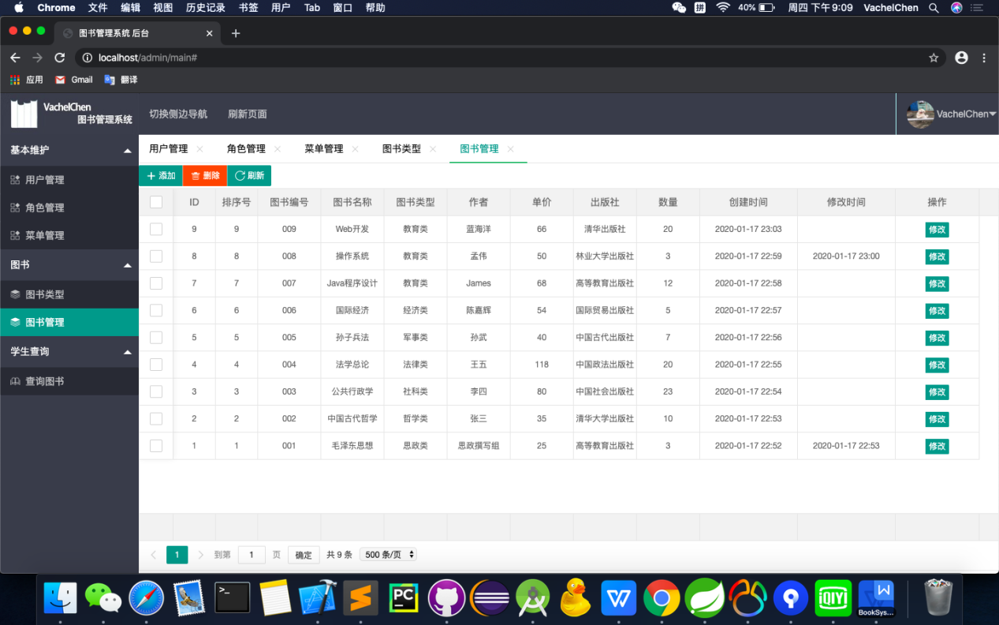 Chrome 文件 编辑 视图 历史记录 书签 用户 Tab 窗口 帮助 拼 40% 周四 下午9:09 VachelChen
图书管理系统 后台
localhost/admin/main#
应用 Gmail 翻译
VachelChen
图书管理系统
切换侧边导航 刷新页面 VachelChen
基本维护
用户管理
角色管理
菜单管理
图书
图书类型
图书管理
学生查询
查询图书
用户管理 角色管理 菜单管理 图书类型 图书管理
添加 删除 刷新
ID 排序号 图书编号 图书名称 图书类型 作者 单价 出版社 数量 创建时间 修改时间 操作
9 9 009 Web开发 教育类 蓝海洋 66 清华出版社 20 2020-01-17 23:03 修改
8 8 008 操作系统 教育类 孟伟 50 林业大学出版社 3 2020-01-17 22:59 2020-01-17 23:00 修改
7 7 007 Java程序设计 教育类 James 68 高等教育出版社 12 2020-01-17 22:58 修改
6 6 006 国际经济 经济类 陈嘉辉 54 国际贸易出版社 5 2020-01-17 22:57 修改
5 5 005 孙子兵法 军事类 孙武 40 中国古代出版社 7 2020-01-17 22:56 修改
4 4 004 法学总论 法律类 王五 118 中国政法出版社 20 2020-01-17 22:55 修改
3 3 003 公共行政学 社科类 李四 80 中国社会出版社 23 2020-01-17 22:54 修改
2 2 002 中国古代哲学 哲学类 张三 35 清华大学出版社 10 2020-01-17 22:53 修改
1 1 001 毛泽东思想 思政类 思政撰写组 25 高等教育出版社 3 2020-01-17 22:52 2020-01-17 22:53 修改
1 到第 1 页 确定 共 9 条 500 条/页
PC
W
iQIYI
W
BookSys...